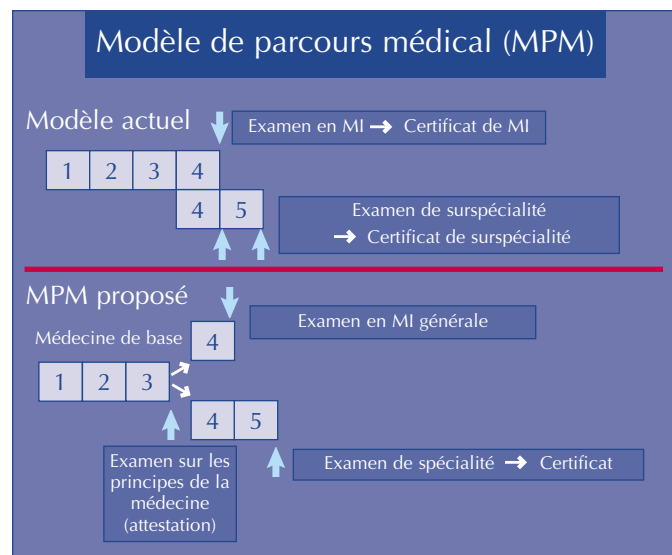 Modèle de parcours médical (MPM)
Modèle actuel
Examen en MI → Certificat de MI
1 2 3 4
4 5
Examen de surspécialité
→ Certificat de surspécialité
MPM proposé
Examen en MI générale
Médecine de base
4
1 2 3
4 5
Examen sur les
principes de la
médecine
(attestation)
Examen de spécialité → Certificat